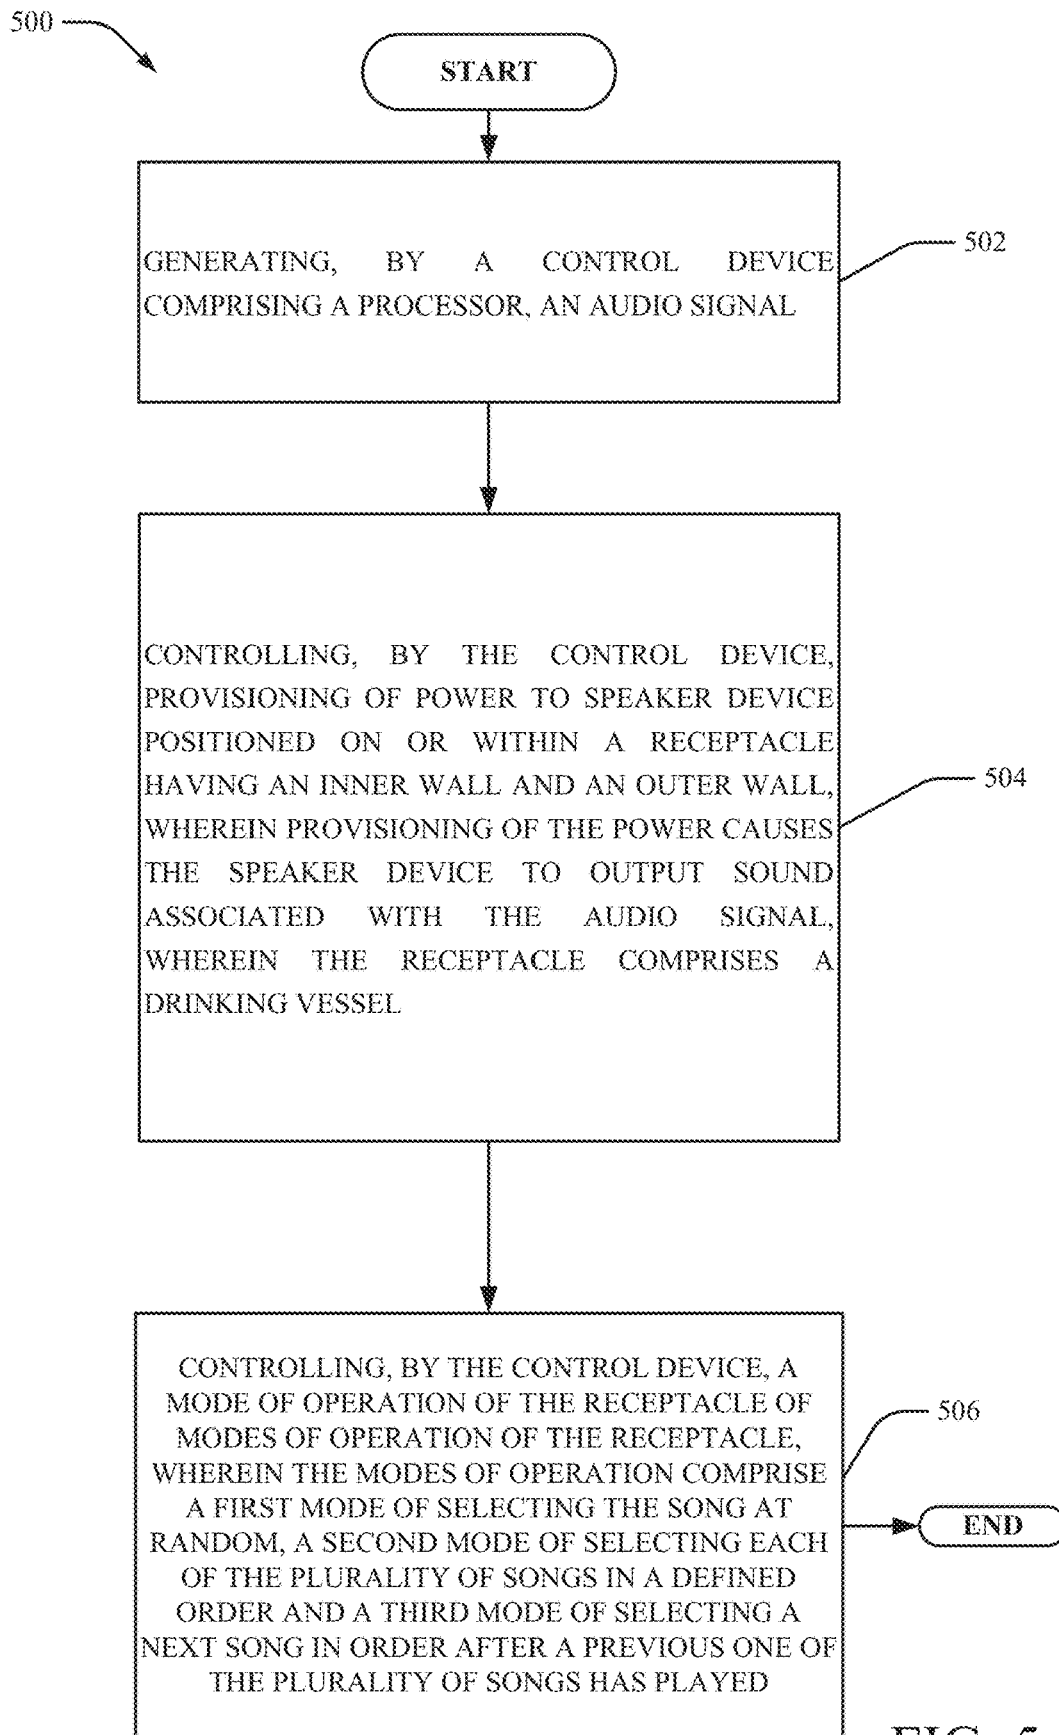 500
START
GENERATING, BY A CONTROL DEVICE
COMPRISING A PROCESSOR, AN AUDIO SIGNAL
502
CONTROLLING, BY THE CONTROL DEVICE,
PROVISIONING OF POWER TO SPEAKER DEVICE
POSITIONED ON OR WITHIN A RECEPTACLE
HAVING AN INNER WALL AND AN OUTER WALL,
WHEREIN PROVISIONING OF THE POWER CAUSES
THE SPEAKER DEVICE TO OUTPUT SOUND
ASSOCIATED WITH THE AUDIO SIGNAL,
WHEREIN THE RECEPTACLE COMPRISES A
DRINKING VESSEL
504
CONTROLLING, BY THE CONTROL DEVICE, A
MODE OF OPERATION OF THE RECEPTACLE OF
MODES OF OPERATION OF THE RECEPTACLE,
WHEREIN THE MODES OF OPERATION COMPRISE
A FIRST MODE OF SELECTING THE SONG AT
RANDOM, A SECOND MODE OF SELECTING EACH
OF THE PLURALITY OF SONGS IN A DEFINED
ORDER AND A THIRD MODE OF SELECTING A
NEXT SONG IN ORDER AFTER A PREVIOUS ONE OF
THE PLURALITY OF SONGS HAS PLAYED
506
END
FIG. 5